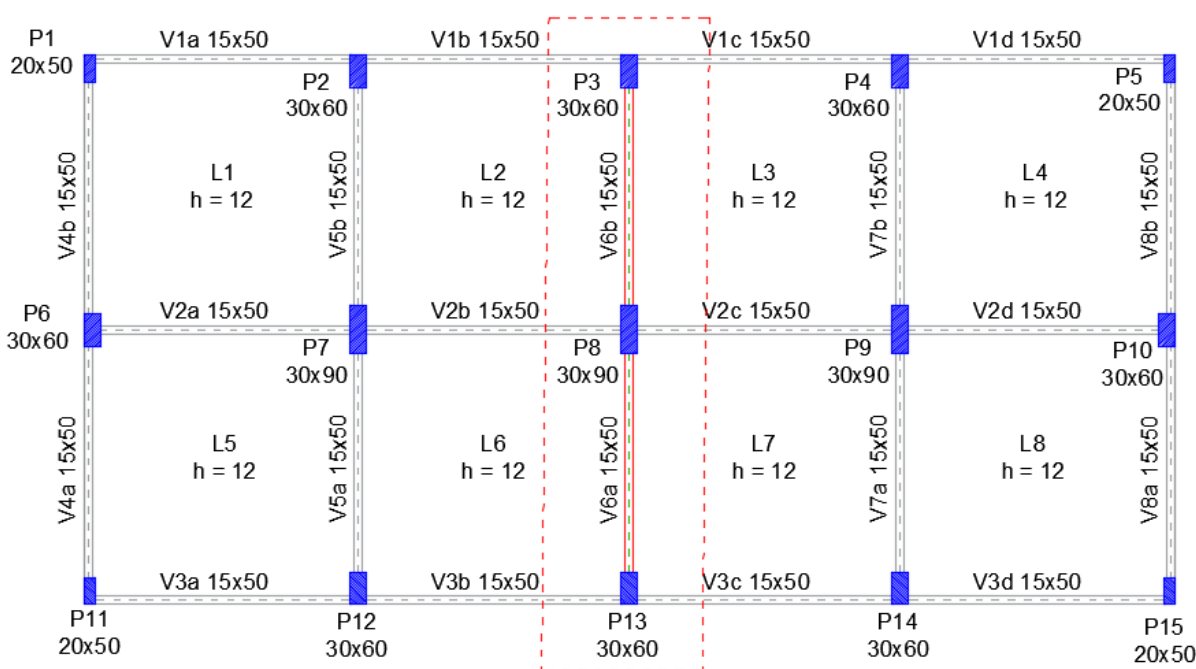 P1
20x50
V1a 15x50
V1b 15x50
V1c 15x50
V1d 15x50
P2
30x60
P3
30x60
P4
30x60
P5
20x50
V4b 15x50
L1
h = 12
V5b 15x50
L2
h = 12
V6b 15x50
L3
h = 12
V7b 15x50
L4
h = 12
V8b 15x50
P6
30x60
V2a 15x50
V2b 15x50
V2c 15x50
V2d 15x50
P7
30x90
P8
30x90
P9
30x90
P10
30x60
V4a 15x50
L5
h = 12
V5a 15x50
L6
h = 12
V6a 15x50
L7
h = 12
V7a 15x50
L8
h = 12
V8a 15x50
V3a 15x50
V3b 15x50
V3c 15x50
V3d 15x50
P11
20x50
P12
30x60
P13
30x60
P14
30x60
P15
20x50